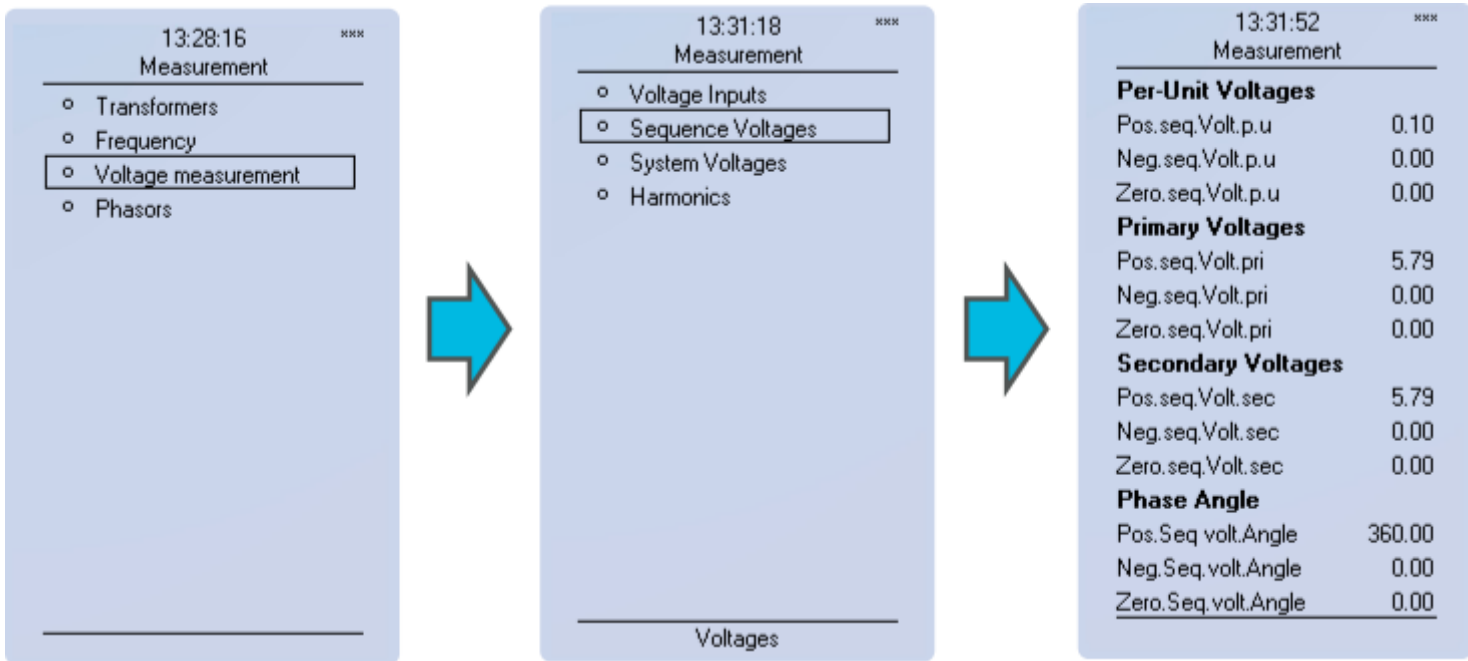 13:28:16 xxx
Measurement
Transformers
Frequency
Voltage measurement
Phasors
13:31:18 xxx
Measurement
Voltage Inputs
Sequence Voltages
System Voltages
Harmonics
Voltages
13:31:52 xxx
Measurement
Per-Unit Voltages
Pos.seq.Volt.p.u 0.10
Neg.seq.Volt.p.u 0.00
Zero.seq.Volt.p.u 0.00
Primary Voltages
Pos.seq.Volt.pri 5.79
Neg.seq.Volt.pri 0.00
Zero.seq.Volt.pri 0.00
Secondary Voltages
Pos.seq.Volt.sec 5.79
Neg.seq.Volt.sec 0.00
Zero.seq.Volt.sec 0.00
Phase Angle
Pos.Seq volt.Angle 360.00
Neg.Seq.volt.Angle 0.00
Zero.Seq.volt.Angle 0.00